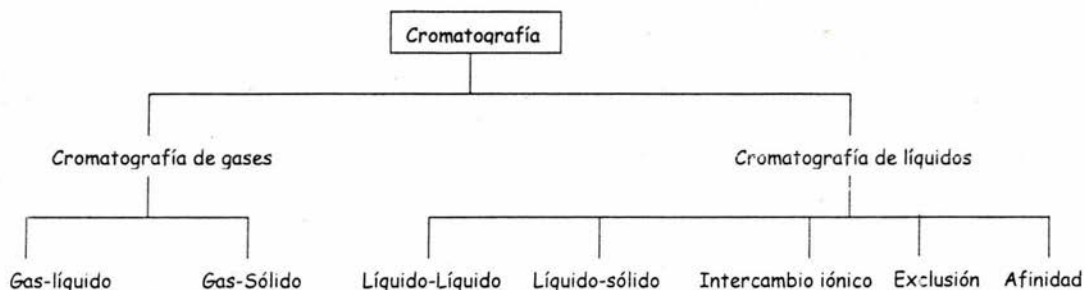 Cromatografía
Cromatografía de gases
Cromatografía de líquidos
Gas-líquido
Gas-Sólido
Líquido-Líquido
Líquido-sólido
Intercambio iónico
Exclusión
Afinidad